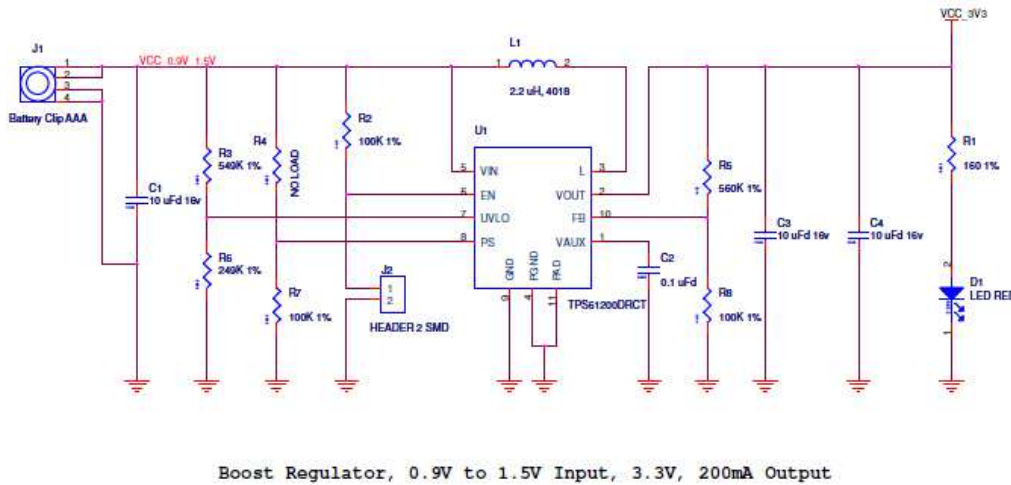 VCC_3V3
J1
1
2
3
4
Battery Clip AAA
VCC_0.9V_1.5V
L1
1
2
2.2 uH, 4018
R2
100K 1%
U1
R3
549K 1%
R4
NO LOAD
R5
560K 1%
R1
160 1%
5
VIN
L
3
6
EN
VOUT
2
7
UVLO
FB
10
8
PS
VAUX
1
GND
PGND
PAD
9
4
11
TPS61200DRCT
C1
10 uFd 16v
R6
249K 1%
R7
100K 1%
J2
1
2
HEADER 2 SMD
C2
0.1 uFd
R8
100K 1%
C3
10 uFd 16v
C4
10 uFd 16v
2
D1
LED RED
1
Boost Regulator, 0.9V to 1.5V Input, 3.3V, 200mA Output